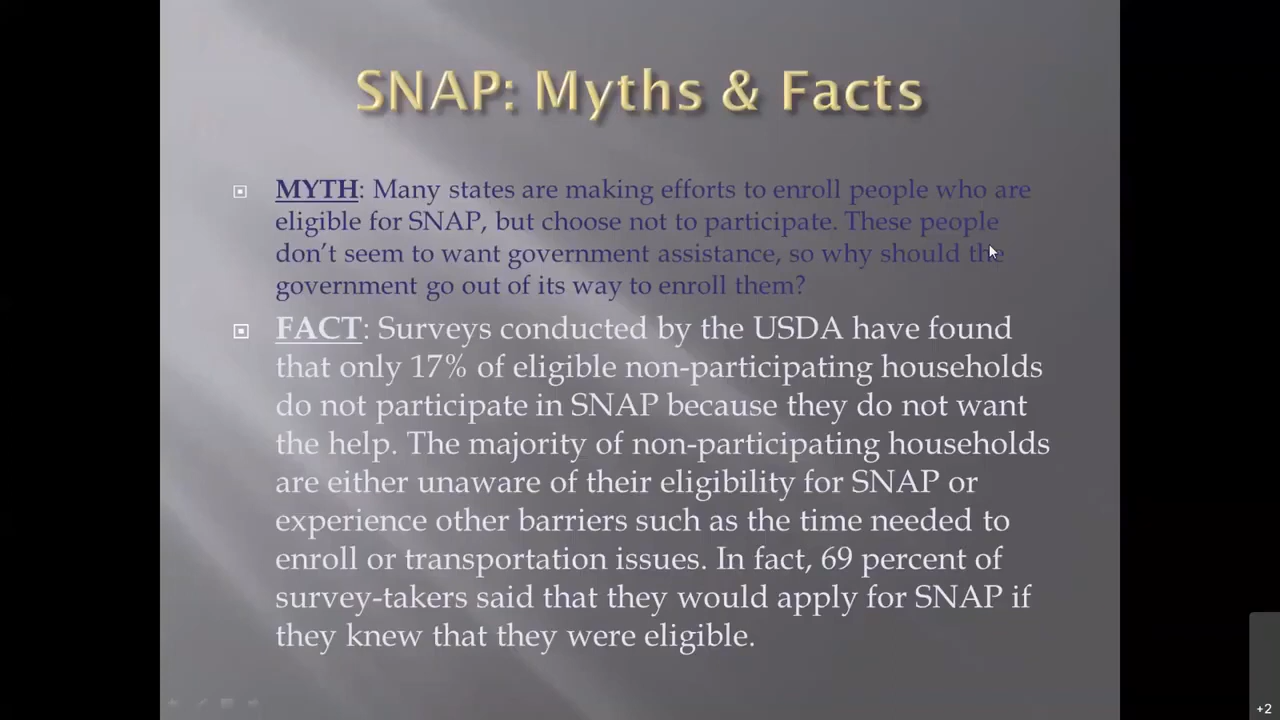 SNAP: Myths & Facts
MYTH: Many states are making efforts to enroll people who are
eligible for SNAP, but choose not to participate. These people
don’t seem to want government assistance, so why should the
government go out of its way to enroll them?
FACT: Surveys conducted by the USDA have found
that only 17% of eligible non-participating households
do not participate in SNAP because they do not want
the help. The majority of non-participating households
are either unaware of their eligibility for SNAP or
experience other barriers such as the time needed to
enroll or transportation issues. In fact, 69 percent of
survey-takers said that they would apply for SNAP if
they knew that they were eligible.
+2